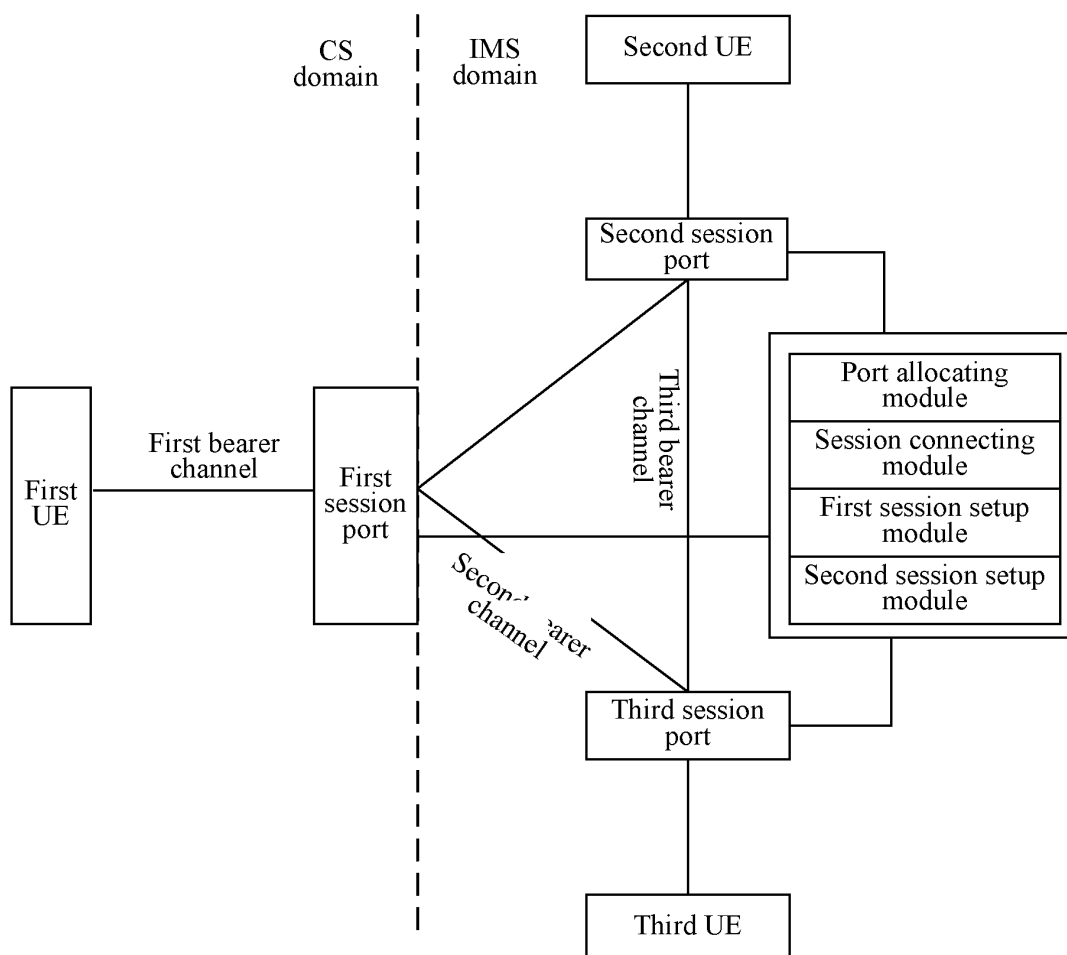 CS
domain
IMS
domain
Second UE
Second session
port
Port allocating
module
Session connecting
module
First session setup
module
Second session setup
module
Third bearer
channel
First bearer
channel
First
UE
First
session
port
Second bearer
channel
Third session
port
Third UE